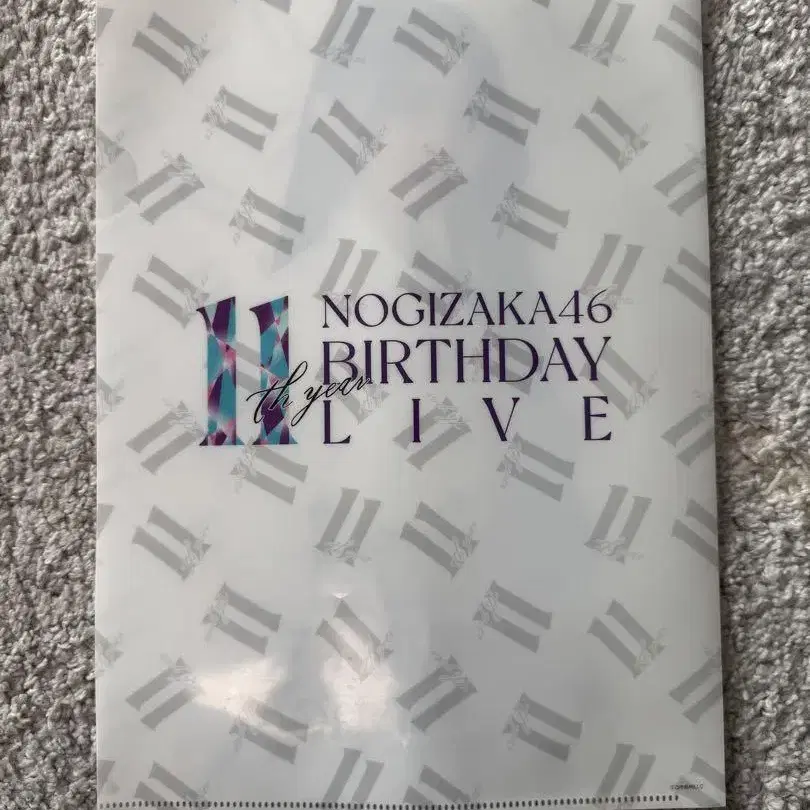 11
th year
NOGIZAKA46
BIRTHDAY
LIVE